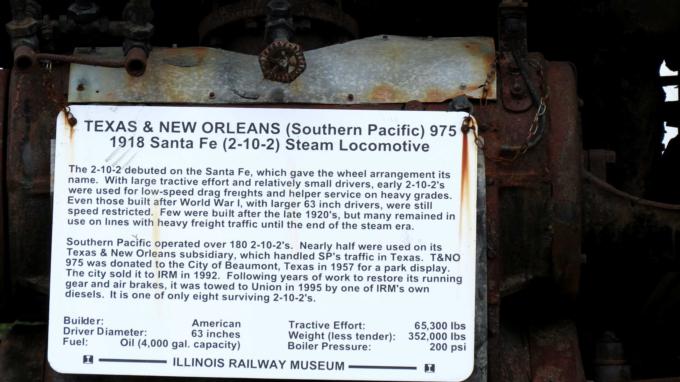 TEXAS & NEW ORLEANS (Southern Pacific) 975
1918 Santa Fe (2-10-2) Steam Locomotive
The 2-10-2 debuted on the Santa Fe, which gave the wheel arrangement its
name. With large tractive effort and relatively small drivers, early 2-10-2's
were used for low-speed drag freights and helper service on heavy grades.
Even those built after World War I, with larger 63 inch drivers, were still
speed restricted. Few were built after the late 1920's, but many remained in
use on lines with heavy freight traffic until the end of the steam era.
Southern Pacific operated over 180 2-10-2's. Nearly half were used on its
Texas & New Orleans subsidiary, which handled SP's traffic in Texas. T&NO
975 was donated to the City of Beaumont, Texas in 1957 for a park display.
The city sold it to IRM in 1992. Following years of work to restore its running
gear and air brakes, it was towed to Union in 1995 by one of IRM's own
diesels. It is one of only eight surviving 2-10-2's.
Builder: American
Driver Diameter: 63 inches
Fuel: Oil (4,000 gal. capacity)
Tractive Effort: 65,300 lbs
Weight (less tender): 352,000 lbs
Boiler Pressure: 200 psi
ILLINOIS RAILWAY MUSEUM